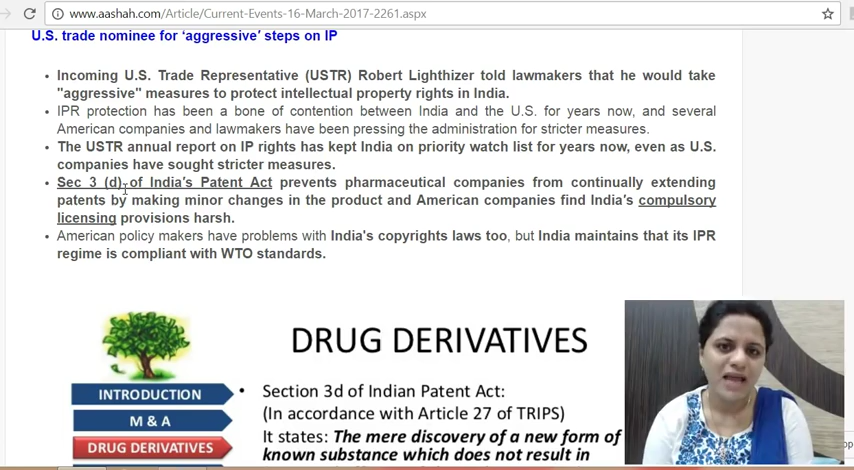 www.aashah.com/Article/Current-Events-16-March-2017-2261.aspx
U.S. trade nominee for ‘aggressive’ steps on IP
• Incoming U.S. Trade Representative (USTR) Robert Lighthizer told lawmakers that he would take
"aggressive" measures to protect intellectual property rights in India.
• IPR protection has been a bone of contention between India and the U.S. for years now, and several
American companies and lawmakers have been pressing the administration for stricter measures.
• The USTR annual report on IP rights has kept India on priority watch list for years now, even as U.S.
companies have sought stricter measures.
• Sec 3 (d) of India's Patent Act prevents pharmaceutical companies from continually extending
patents by making minor changes in the product and American companies find India's compulsory
licensing provisions harsh.
• American policy makers have problems with India's copyrights laws too, but India maintains that its IPR
regime is compliant with WTO standards.
DRUG DERIVATIVES
INTRODUCTION
M & A
DRUG DERIVATIVES
• Section 3d of Indian Patent Act:
(In accordance with Article 27 of TRIPS)
It states: The mere discovery of a new form of
known substance which does not result in